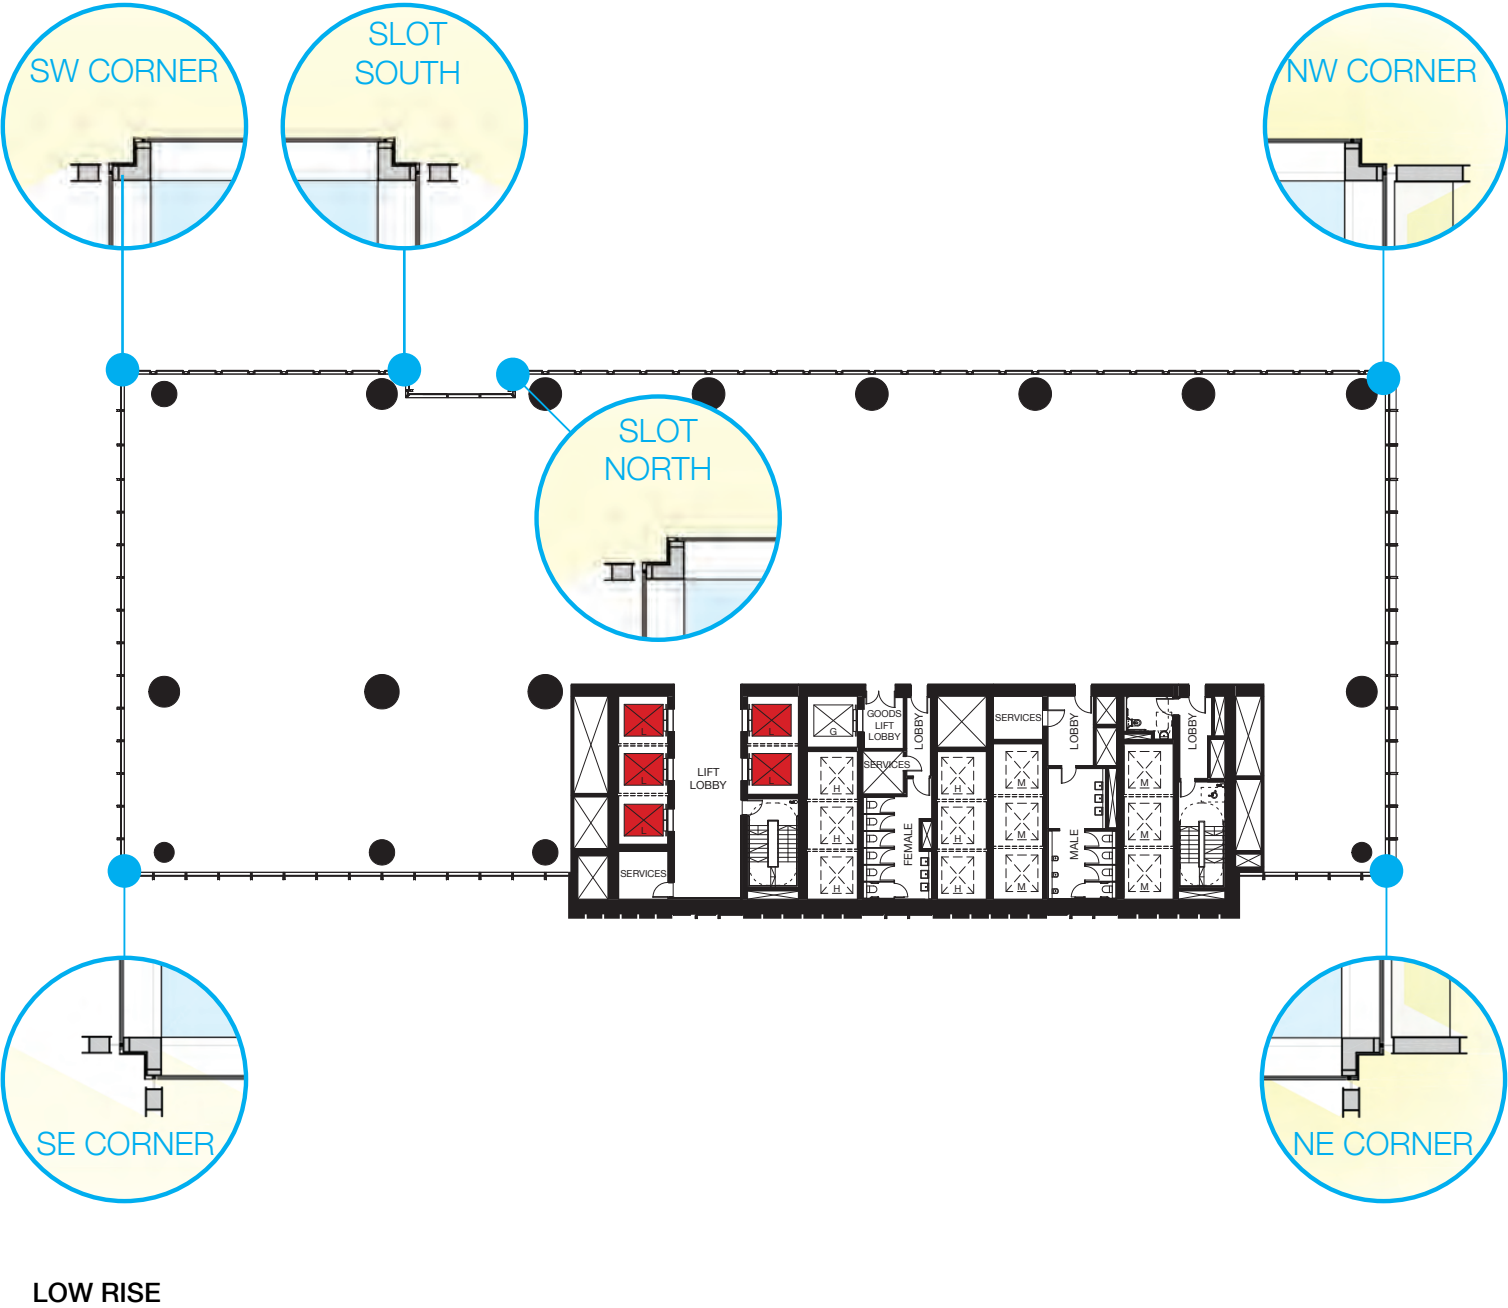 SW CORNER
SLOT
SOUTH
NW CORNER
SLOT
NORTH
L
L
L
LIFT
LOBBY
SERVICES
L
L
G
GOODS
LIFT
LOBBY
LOBBY
SERVICES
H
H
H
FEMALE
H
H
H
SERVICES
M
M
M
LOBBY
MALE
M
M
M
LOBBY
SE CORNER
NE CORNER
LOW RISE